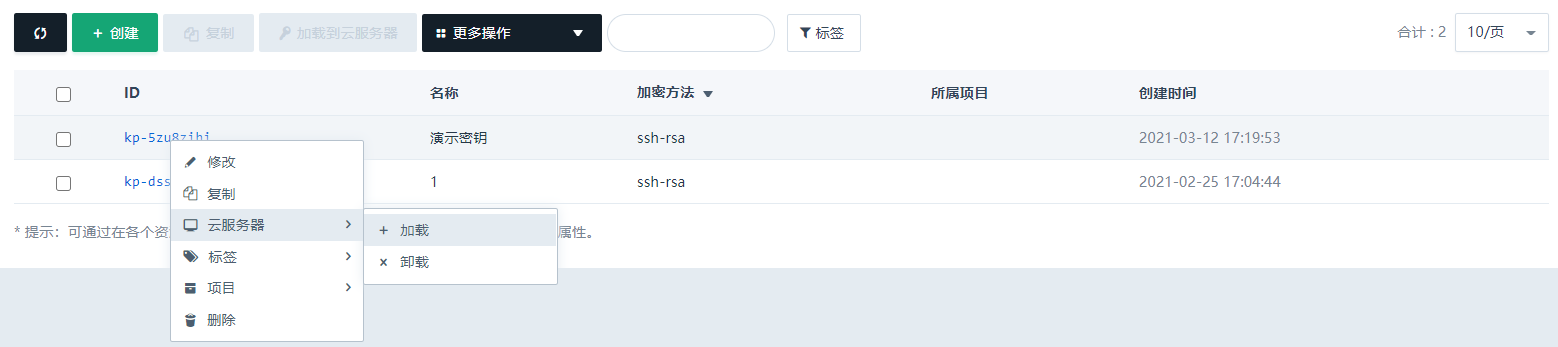 创建 复制 加载到云服务器 更多操作 标签 合计 : 2 10/页
ID 名称 加密方法 所属项目 创建时间
kp-5zu8zihi 演示密钥 ssh-rsa 2021-03-12 17:19:53
kp-dss 1 ssh-rsa 2021-02-25 17:04:44
* 提示：可通过在各个资 属性。
修改
复制
云服务器
标签
项目
删除
加载
卸载